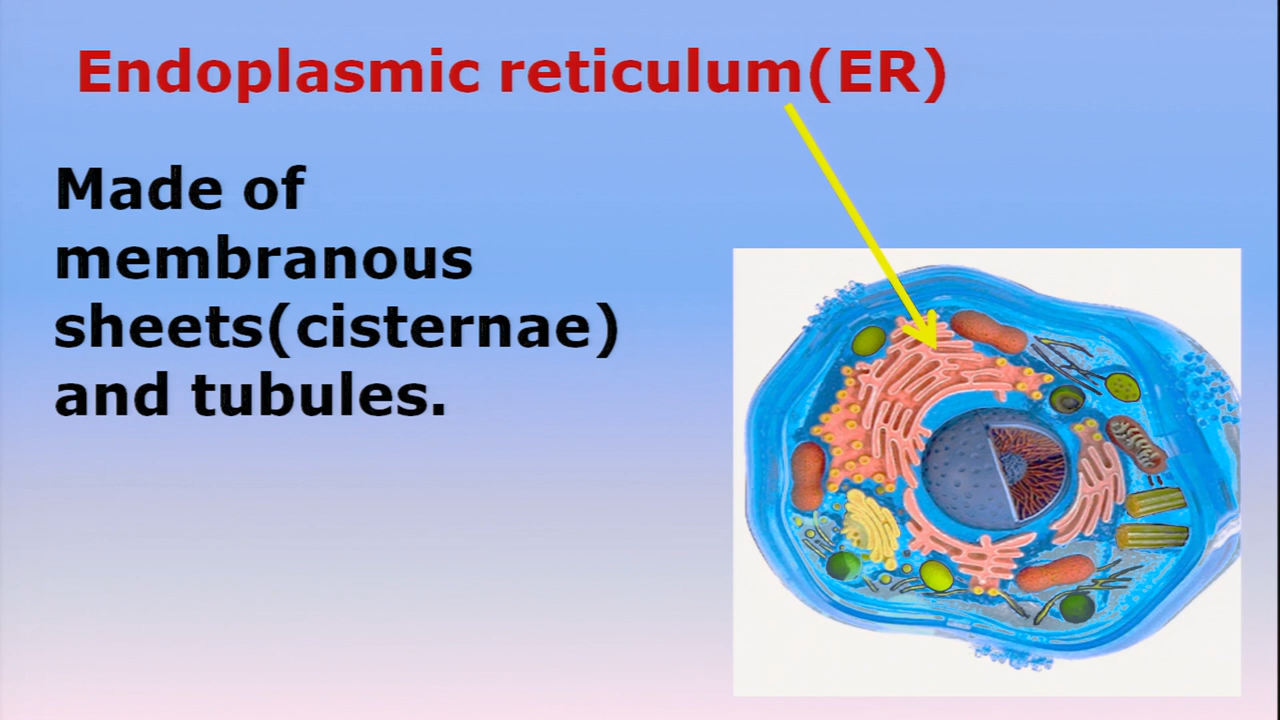 Endoplasmic reticulum(ER)
Made of
membranous
sheets(cisternae)
and tubules.